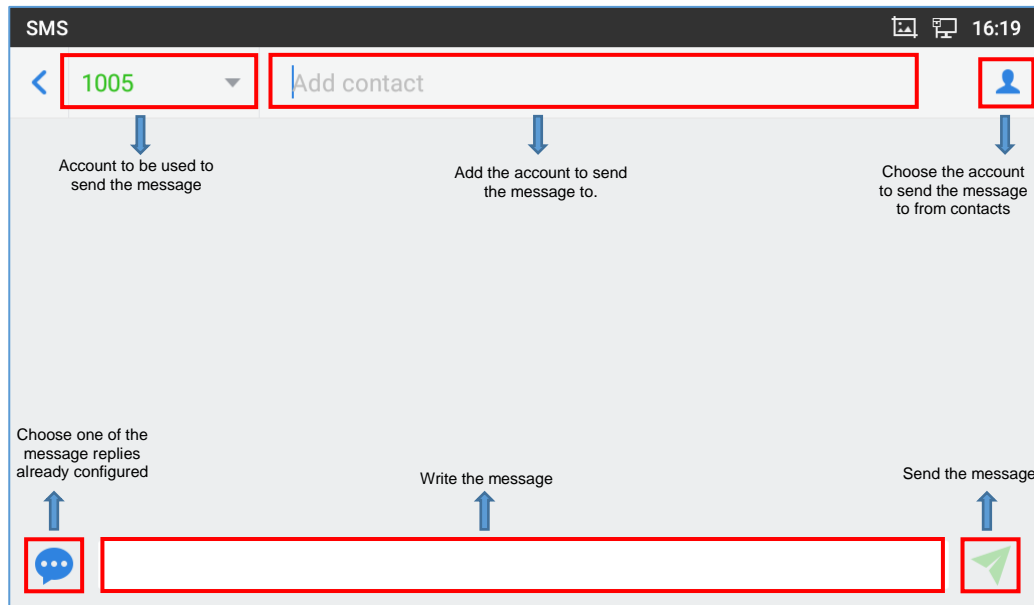 SMS
16:19
1005
Add contact
Account to be used to
send the message
Add the account to send
the message to.
Choose the account
to send the message
to from contacts
Choose one of the
message replies
already configured
Write the message
Send the message